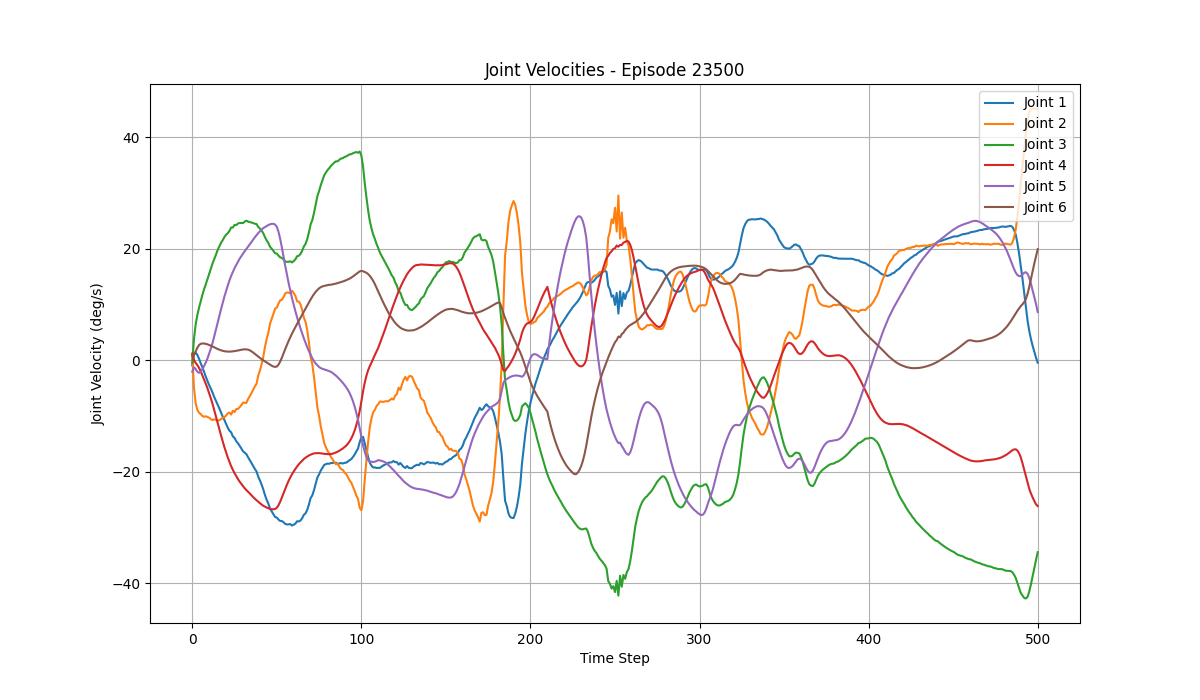 Joint Velocities - Episode 23500
Joint Velocity (deg/s)
40
20
0
−20
−40
Joint 1
Joint 2
Joint 3
Joint 4
Joint 5
Joint 6
0 100 200 300 400 500
Time Step